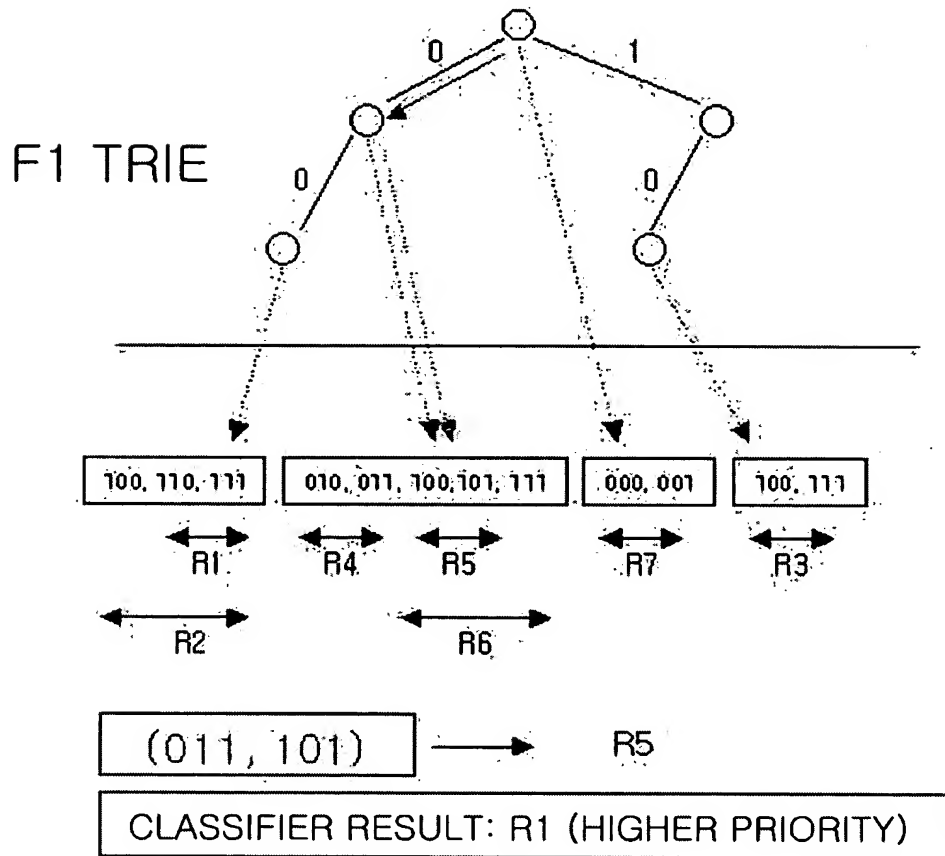 0
1
F1 TRIE
0
0
100, 110, 111
010, 011, 100, 101, 111
000, 001
100, 111
R1
R4
R5
R7
R3
R2
R6
(011, 101)
R5
CLASSIFIER RESULT: R1 (HIGHER PRIORITY)